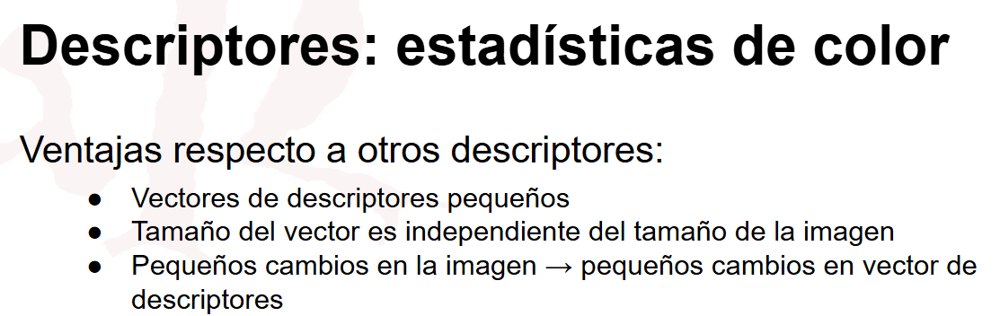 Descriptores: estadísticas de color
Ventajas respecto a otros descriptores:
● Vectores de descriptores pequeños
● Tamaño del vector es independiente del tamaño de la imagen
● Pequeños cambios en la imagen → pequeños cambios en vector de
descriptores